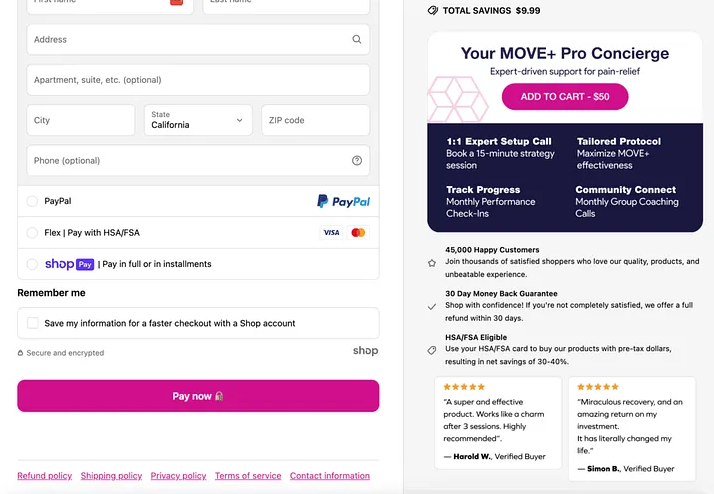 First name
Last name
Address
Apartment, suite, etc. (optional)
City
State
California
ZIP code
Phone (optional)
PayPal
PayPal
Flex | Pay with HSA/FSA
VISA
shop Pay | Pay in full or in installments
Remember me
Save my information for a faster checkout with a Shop account
Secure and encrypted
shop
Pay now
Refund policy
Shipping policy
Privacy policy
Terms of service
Contact information
TOTAL SAVINGS $9.99
Your MOVE+ Pro Concierge
Expert-driven support for pain-relief
ADD TO CART - $50
1:1 Expert Setup Call
Book a 15-minute strategy
session
Tailored Protocol
Maximize MOVE+
effectiveness
Track Progress
Monthly Performance
Check-Ins
Community Connect
Monthly Group Coaching
Calls
45,000 Happy Customers
Join thousands of satisfied shoppers who love our quality, products, and
unbeatable experience.
30 Day Money Back Guarantee
Shop with confidence! If you're not completely satisfied, we offer a full
refund within 30 days.
HSA/FSA Eligible
Use your HSA/FSA card to buy our products with pre-tax dollars,
resulting in net savings of 30-40%.
“A super and effective
product. Works like a charm
after 3 sessions. Highly
recommended”.
— Harold W., Verified Buyer
“Miraculous recovery, and an
amazing return on my
investment.
It has literally changed my
life.”
— Simon B., Verified Buyer